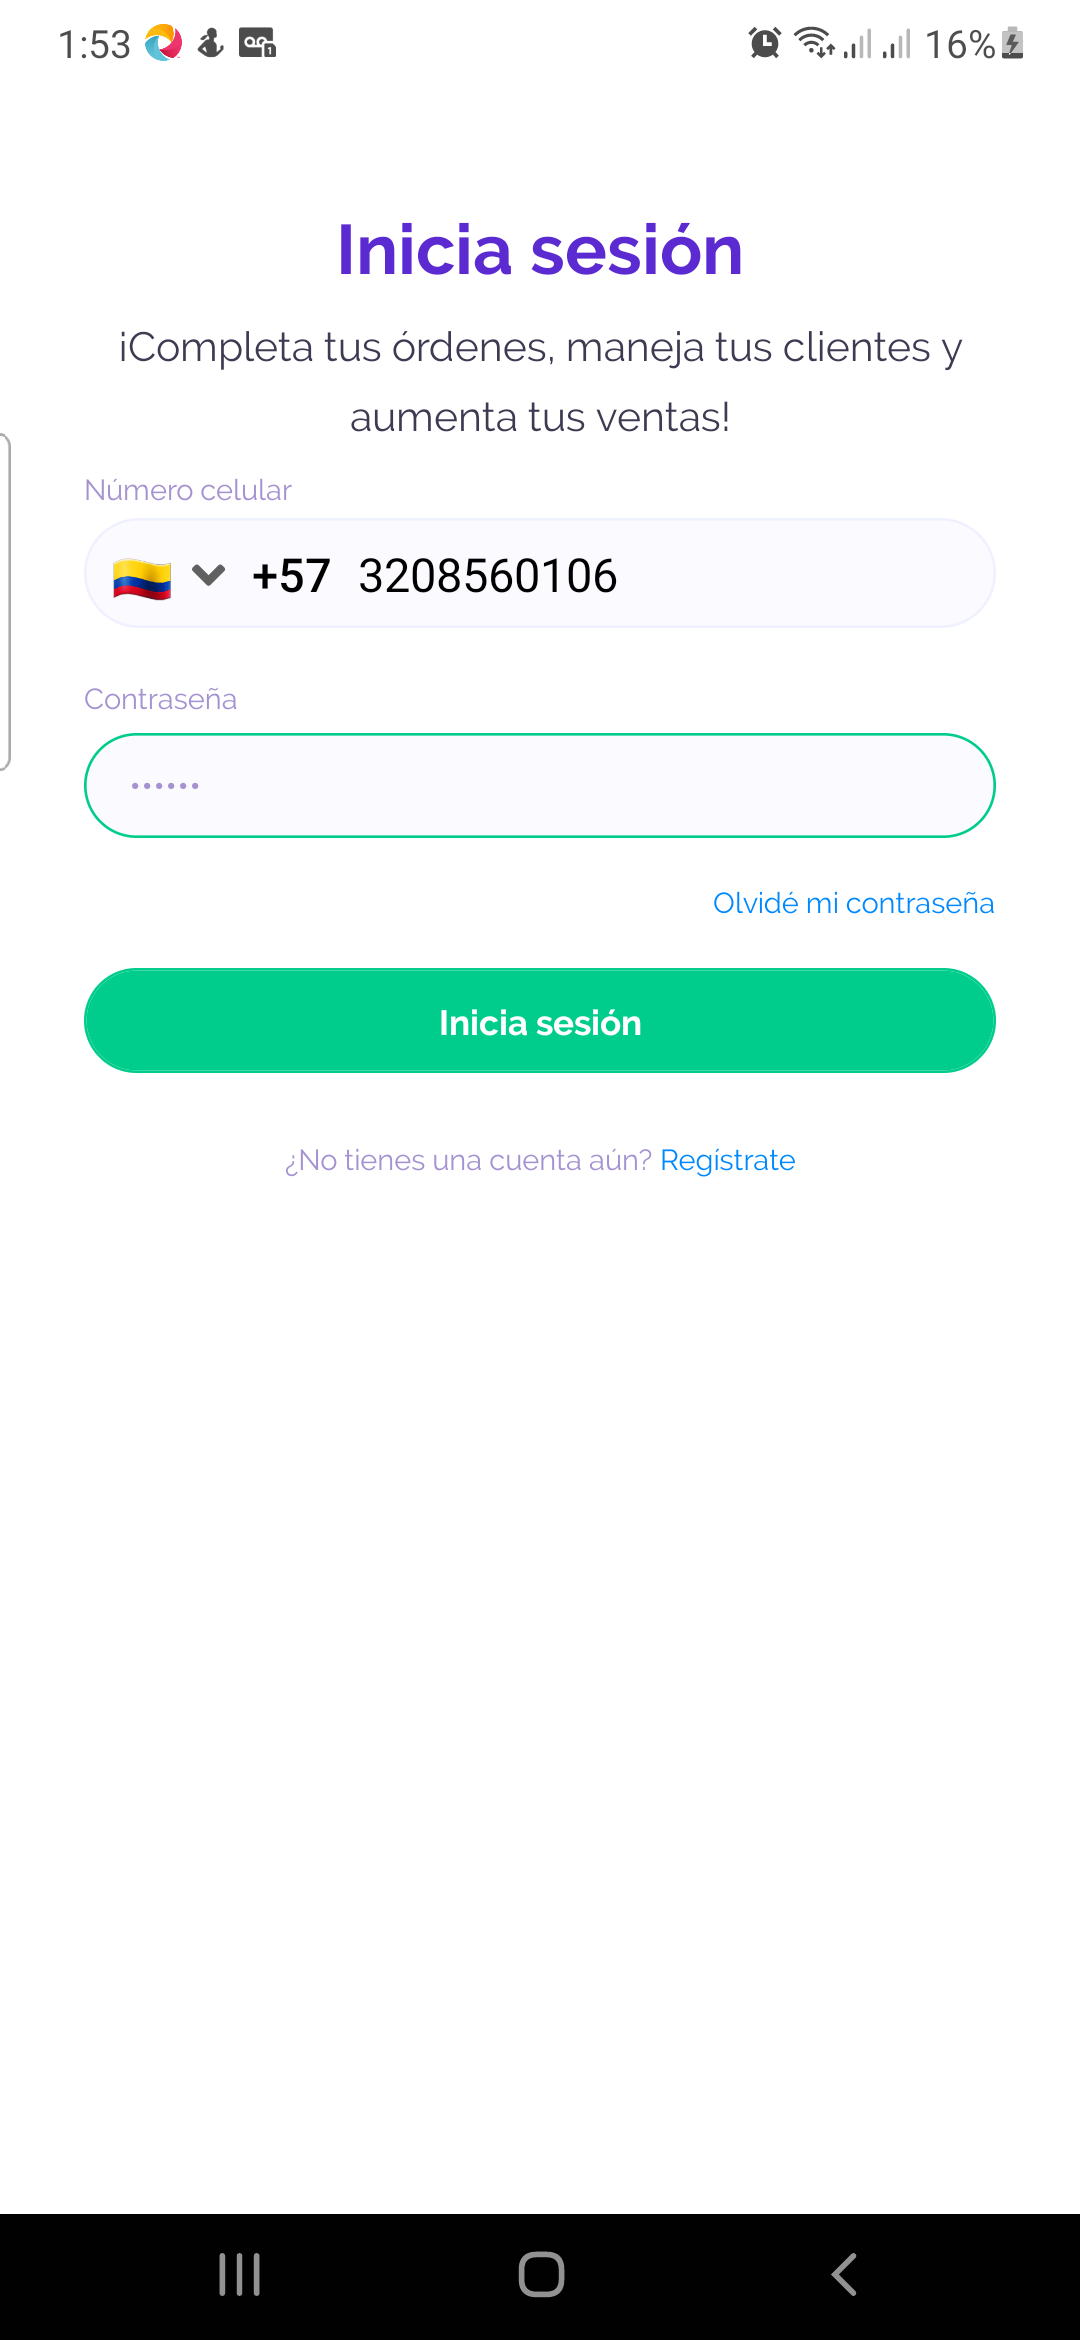 1:53
16%
Inicia sesión
¡Completa tus órdenes, maneja tus clientes y
aumenta tus ventas!
Número celular
+57 3208560106
Contraseña
••••••
Olvidé mi contraseña
Inicia sesión
¿No tienes una cuenta aún? Regístrate